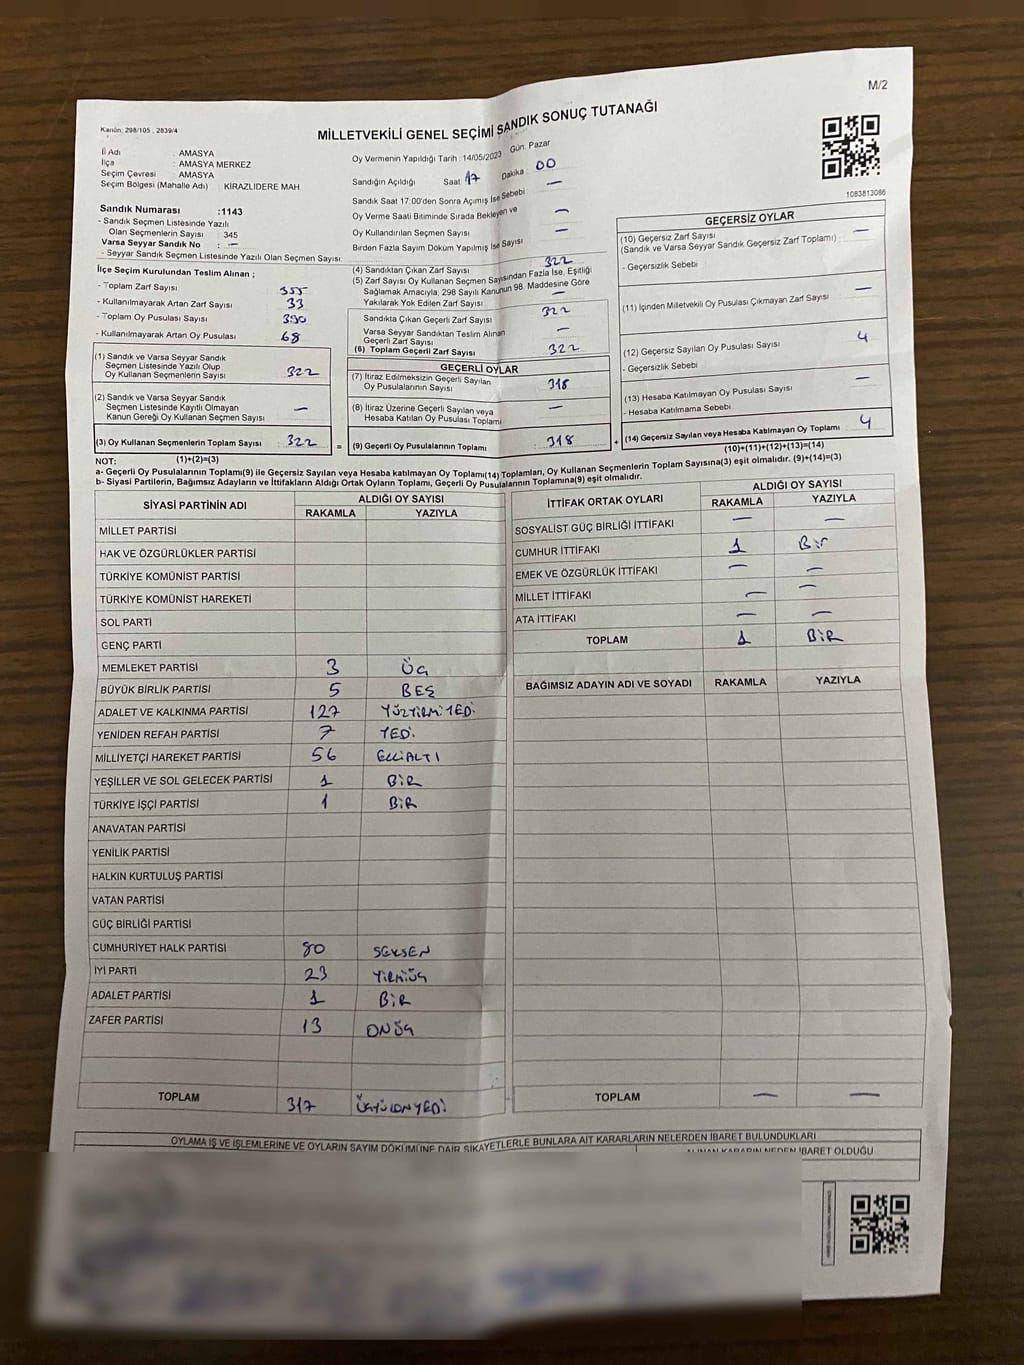 M/2
Kanun: 298/105 , 2839/4
MİLLETVEKİLİ GENEL SEÇİMİ SANDIK SONUÇ TUTANAĞI
İl Adı : AMASYA
İlçe : AMASYA MERKEZ
Seçim Çevresi : AMASYA
Seçim Bölgesi (Mahalle Adı) : KİRAZLIDERE MAH.
Oy Vermenin Yapıldığı Tarih : 14/05/2023 Gün: Pazar
Sandığın Açıldığı Saat 17 Dakika : 00
Sandık Saat 17.00'den Sonra Açımış İse Sebebi : —
Oy Verme Saati Bitiminde Sırada Bekleyen ve
Oy Kullandırılan Seçmen Sayısı —
Birden Fazla Sayım Döküm Yapılmış İse Sayısı —
1083813086
Sandık Numarası :1143
- Sandık Seçmen Listesinde Yazılı
Olan Seçmenlerin Sayısı : 345
Varsa Seyyar Sandık No : —
- Seyyar Sandık Seçmen Listesinde Yazılı Olan Seçmen Sayısı:
İlçe Seçim Kurulundan Teslim Alınan ;
- Toplam Zarf Sayısı 355
- Kullanılmayarak Artan Zarf Sayısı 33
- Toplam Oy Pusulası Sayısı 390
- Kullanılmayarak Artan Oy Pusulası 68
(1) Sandık ve Varsa Seyyar Sandık
Seçmen Listesinde Yazılı Olup
Oy Kullanan Seçmenlerin Sayısı 322
(2) Sandık ve Varsa Seyyar Sandık
Seçmen Listesinde Kayıtlı Olmayan
Kanun Gereği Oy Kullanan Seçmen Sayısı —
(3) Oy Kullanan Seçmenlerin Toplam Sayısı 322 =
(1)+(2)=(3)
(4) Sandıktan Çıkan Zarf Sayısı 322
(5) Zarf Sayısı Oy Kullanan Seçmen Sayısından Fazla İse, Eşitliği
Sağlamak Amacıyla; 298 Sayılı Kanunun 98. Maddesine Göre
Yakılarak Yok Edilen Zarf Sayısı —
Sandıkta Çıkan Geçerli Zarf Sayısı 322
Varsa Seyyar Sandıktan Teslim Alınan
Geçerli Zarf Sayısı —
(6) Toplam Geçerli Zarf Sayısı 322
GEÇERLİ OYLAR
(7) İtiraz Edilmeksizin Geçerli Sayılan
Oy Pusulalarının Sayısı 318
(8) İtiraz Üzerine Geçerli Sayılan veya
Hesaba Katılan Oy Pusulaları Toplamı —
(9) Geçerli Oy Pusulalarının Toplamı : 318 +
GEÇERSİZ OYLAR
(10) Geçersiz Zarf Sayısı
(Sandık ve Varsa Seyyar Sandık Geçersiz Zarf Toplamı) : —
- Geçersizlik Sebebi
(11) İçinden Milletvekili Oy Pusulası Çıkmayan Zarf Sayısı —
(12) Geçersiz Sayılan Oy Pusulası Sayısı 4
- Geçersizlik Sebebi
(13) Hesaba Katılmayan Oy Pusulası Sayısı —
- Hesaba Katılmama Sebebi
(14) Geçersiz Sayılan veya Hesaba Katılmayan Oy Toplamı : 4
(10)+(11)+(12)+(13)=(14)
NOT:
a- Geçerli Oy Pusulalarının Toplamı(9) ile Geçersiz Sayılan veya Hesaba katılmayan Oy Toplamı(14) Toplamları, Oy Kullanan Seçmenlerin Toplam Sayısına(3) eşit olmalıdır. (9)+(14)=(3)
b- Siyasi Partilerin, Bağımsız Adayların ve İttifakların Aldığı Ortak Oyların Toplamı, Geçerli Oy Pusulalarının Toplamına(9) eşit olmalıdır.
SİYASİ PARTİNİN ADI ALDIĞI OY SAYISI
RAKAMLA YAZIYLA
MİLLET PARTİSİ
HAK VE ÖZGÜRLÜKLER PARTİSİ
TÜRKİYE KOMÜNİST PARTİSİ
TÜRKİYE KOMÜNİST HAREKETİ
SOL PARTİ
GENÇ PARTİ
MEMLEKET PARTİSİ 3 ÜÇ
BÜYÜK BİRLİK PARTİSİ 5 BEŞ
ADALET VE KALKINMA PARTİSİ 127 YÜZYİRMİYEDİ
YENİDEN REFAH PARTİSİ 7 YEDİ
MİLLİYETÇİ HAREKET PARTİSİ 56 ELLİALTI
YEŞİLLER VE SOL GELECEK PARTİSİ 1 BİR
TÜRKİYE İŞÇİ PARTİSİ 1 BİR
ANAVATAN PARTİSİ
YENİLİK PARTİSİ
HALKIN KURTULUŞ PARTİSİ
VATAN PARTİSİ
GÜÇ BİRLİĞİ PARTİSİ
CUMHURİYET HALK PARTİSİ 80 SEKSEN
İYİ PARTİ 23 YİRMİÜÇ
ADALET PARTİSİ 1 BİR
ZAFER PARTİSİ 13 ONÜÇ
TOPLAM 317 ÜÇYÜZONYEDİ
İTTİFAK ORTAK OYLARI ALDIĞI OY SAYISI
RAKAMLA YAZIYLA
SOSYALİST GÜÇ BİRLİĞİ İTTİFAKI — —
CUMHUR İTTİFAKI 1 Bir
EMEK VE ÖZGÜRLÜK İTTİFAKI — —
MİLLET İTTİFAKI — —
ATA İTTİFAKI — —
TOPLAM 1 BİR
BAĞIMSIZ ADAYIN ADI VE SOYADI RAKAMLA YAZIYLA
TOPLAM — —
OYLAMA İŞ VE İŞLEMLERİNE VE OYLARIN SAYIM DÖKÜMÜNE DAİR ŞİKAYETLERLE BUNLARA AİT KARARLARIN NELERDEN İBARET BULUNDUKLARI
ALINAN KARARIN NEDEN İBARET OLDUĞU